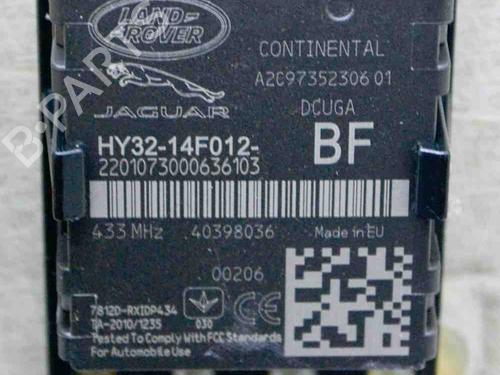 LAND-
ROVER
CONTINENTAL
A2C97352306 01
JAGUAR
DCUGA
HY32-14F012-
BF
2201073000636103
433 MHz 40398036 Made in EU
00206
7812D-RXIDP434
TA-2010/1235
030
CE
Tested To Comply With FCC Standards
For Automobile Use
B-PARTS